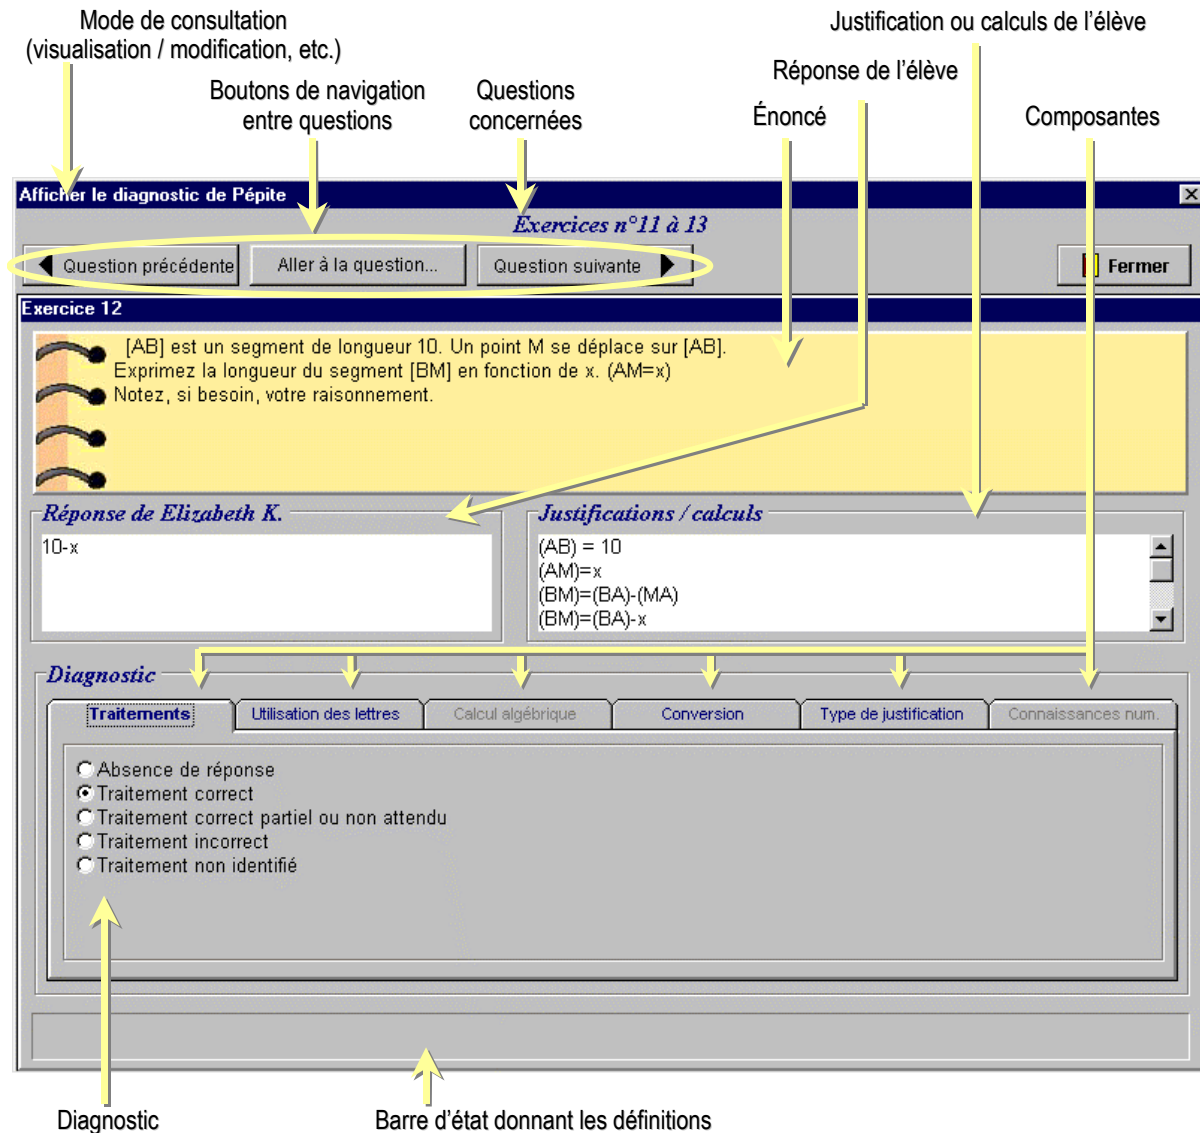 Mode de consultation
(visualisation / modification, etc.)
Justification ou calculs de l’élève
Réponse de l’élève
Boutons de navigation
entre questions
Questions
concernées
Énoncé
Composantes
Afficher le diagnostic de Pépite
Exercices n°11 à 13
Question précédente
Aller à la question...
Question suivante
Fermer
Exercice 12
[AB] est un segment de longueur 10. Un point M se déplace sur [AB].
Exprimez la longueur du segment [BM] en fonction de x. (AM=x)
Notez, si besoin, votre raisonnement.
Réponse de Elizabeth K.
10-x
Justifications / calculs
(AB) = 10
(AM)=x
(BM)=(BA)-(MA)
(BM)=(BA)-x
Diagnostic
Traitements
Utilisation des lettres
Calcul algébrique
Conversion
Type de justification
Connaissances num.
Absence de réponse
Traitement correct
Traitement correct partiel ou non attendu
Traitement incorrect
Traitement non identifié
Diagnostic
Barre d’état donnant les définitions